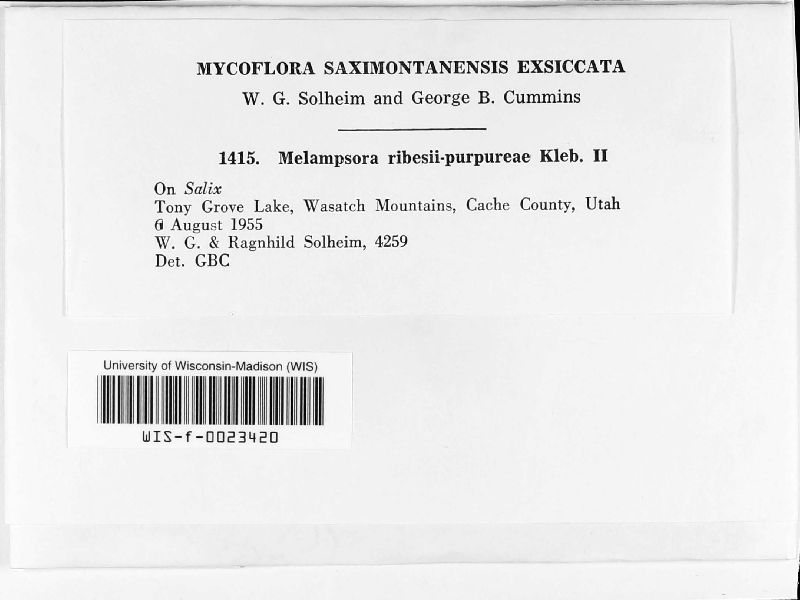 MYCOFLORA SAXIMONTANENSIS EXSICCATA
W. G. Solheim and George B. Cummins
1415. Melampsora ribesii-purpureae Kleb. II
On Salix
Tony Grove Lake, Wasatch Mountains, Cache County, Utah
6 August 1955
W. G. & Ragnhild Solheim, 4259
Det. GBC
University of Wisconsin-Madison (WIS)
WIS-f-0023420